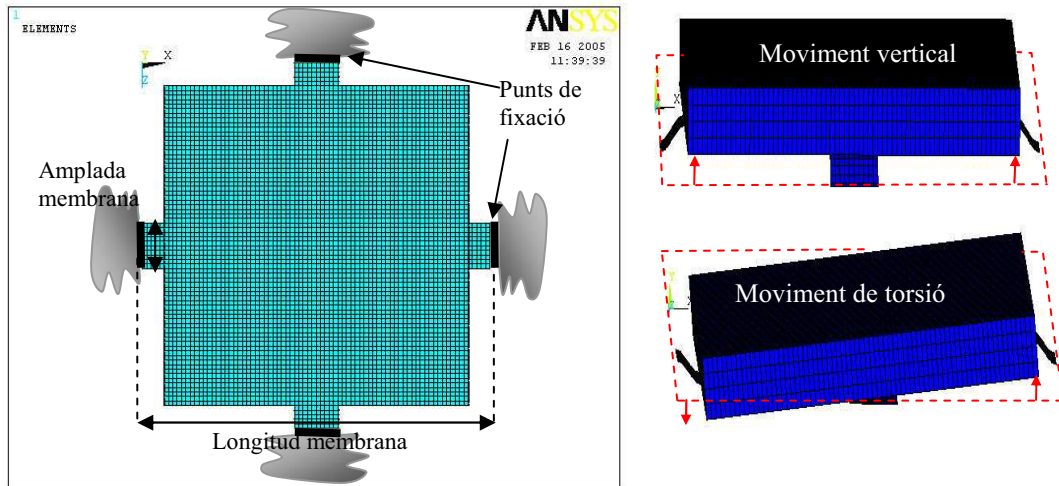 1
ELEMENTS
ANSYS
FEB 16 2005
11:39:39
Y
X
Z
Punts de
fixació
Amplada
membrana
Longitud membrana
Moviment vertical
Y
X
Moviment de torsió
Y
X